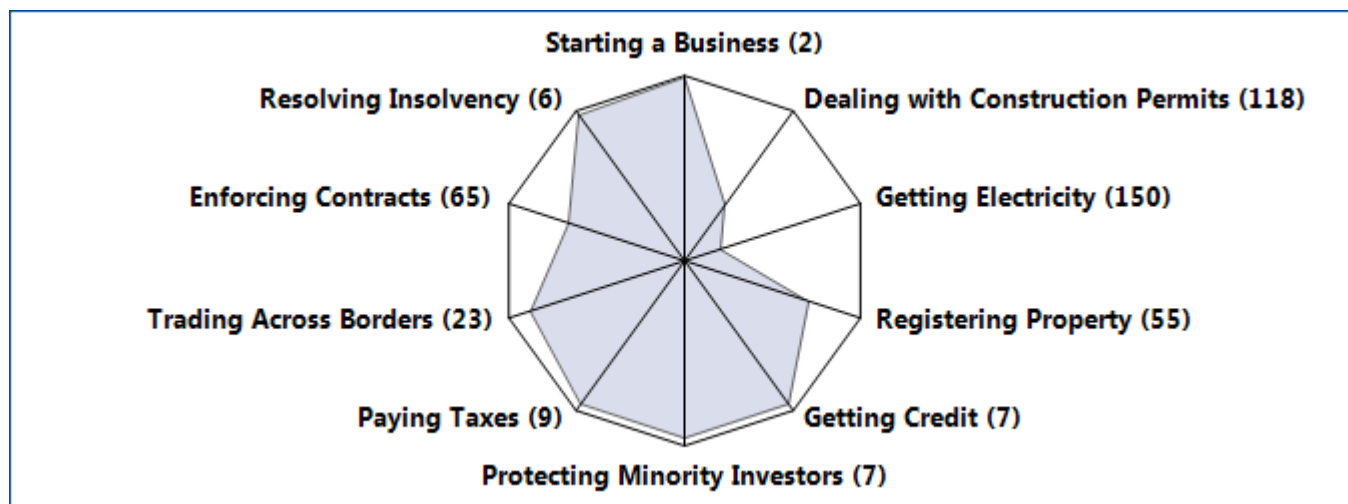 Starting a Business (2)
Dealing with Construction Permits (118)
Getting Electricity (150)
Registering Property (55)
Getting Credit (7)
Protecting Minority Investors (7)
Paying Taxes (9)
Trading Across Borders (23)
Enforcing Contracts (65)
Resolving Insolvency (6)